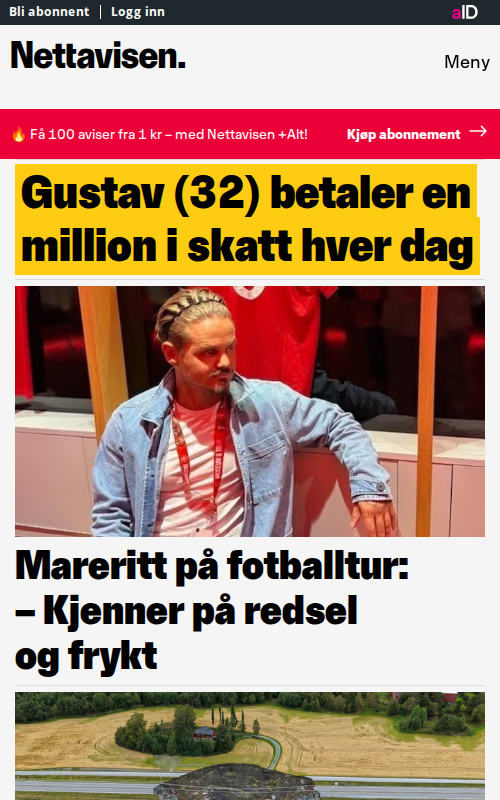 Bli abonnent | Logg inn
aID
Nettavisen.
Meny
🔥 Få 100 aviser fra 1 kr – med Nettavisen +Alt!
Kjøp abonnement →
Gustav (32) betaler en
million i skatt hver dag
Mareritt på fotballtur:
– Kjenner på redsel
og frykt